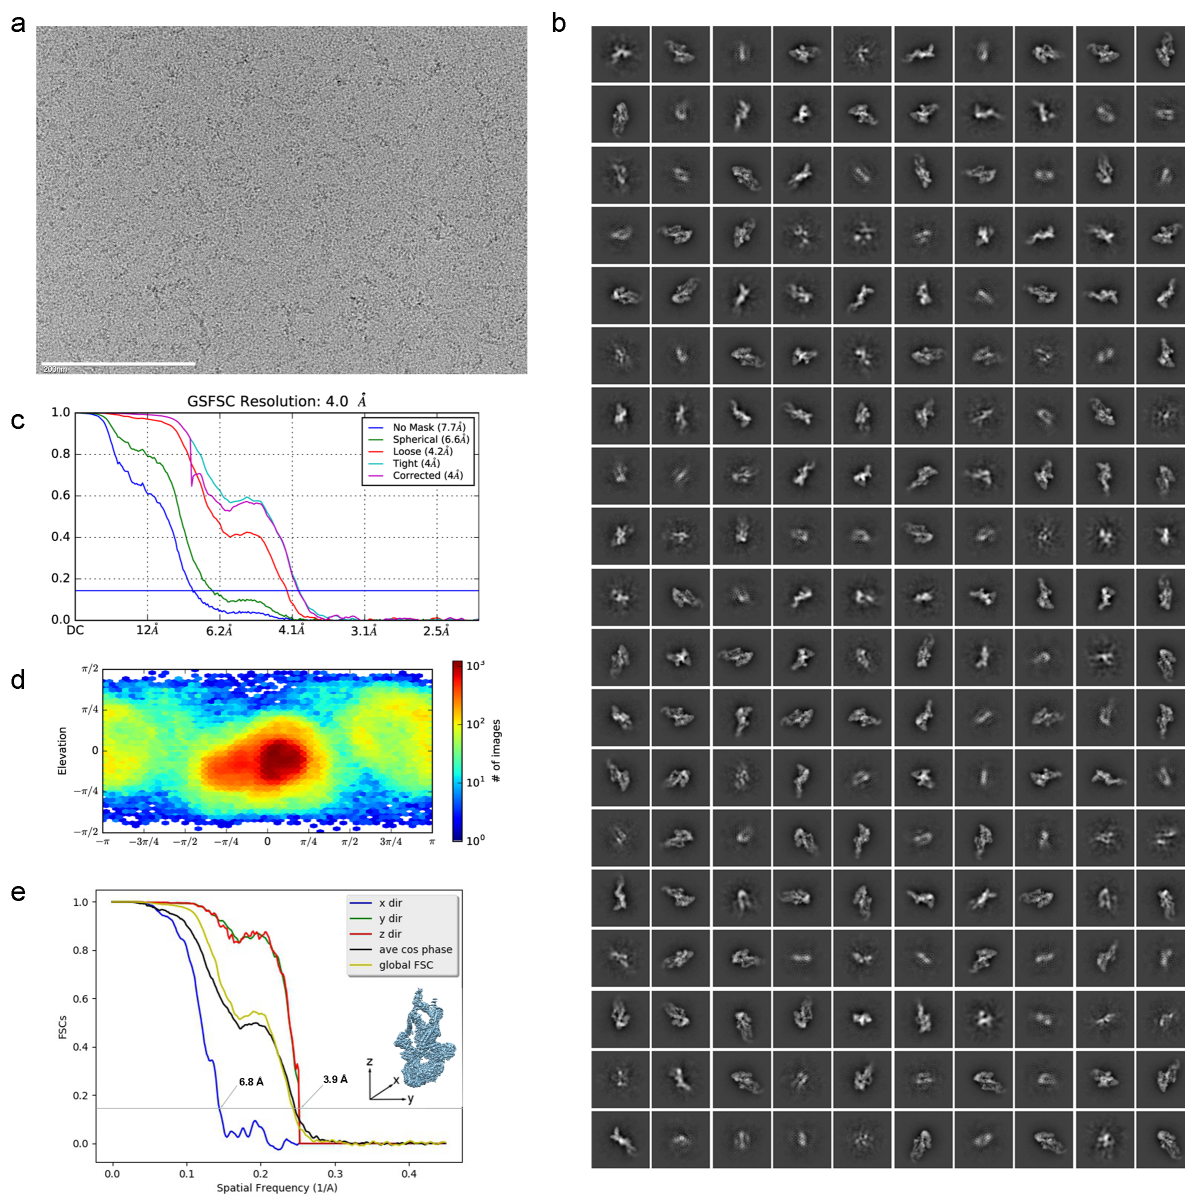 a
200nm
b
c
GSFSC Resolution: 4.0 Å
1.0
0.8
0.6
0.4
0.2
0.0
No Mask (7.7Å)
Spherical (6.6Å)
Loose (4.2Å)
Tight (4Å)
Corrected (4Å)
DC 12Å 6.2Å 4.1Å 3.1Å 2.5Å
d
Elevation
π/2
π/4
0
−π/4
−π/2
−π −3π/4 −π/2 −π/4 0 π/4 π/2 3π/4 π
10³
10²
10¹
10⁰
# of images
e
FSCs
1.0
0.8
0.6
0.4
0.2
0.0
x dir
y dir
z dir
ave cos phase
global FSC
6.8 Å
3.9 Å
z
x
y
0.0 0.1 0.2 0.3 0.4
Spatial Frequency (1/A)